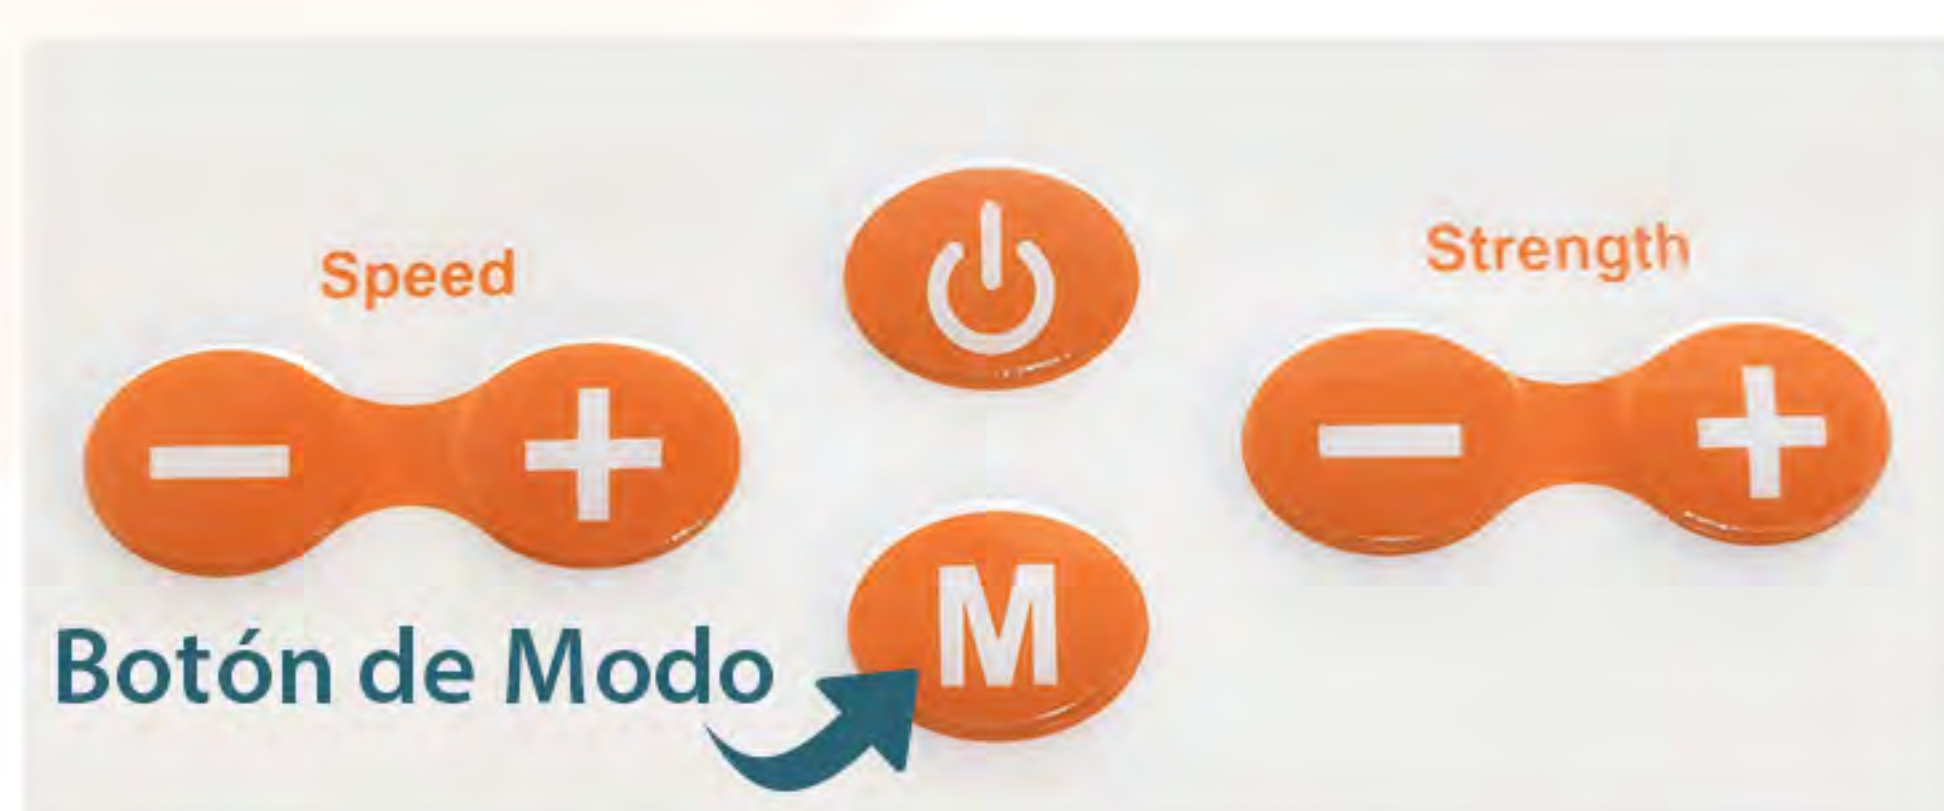 Speed
Strength
− +
− +
M
Botón de Modo